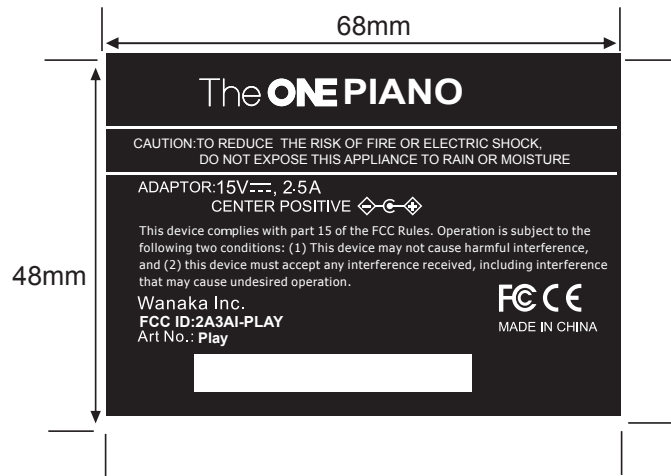 68mm
The ONE PIANO
CAUTION:TO REDUCE THE RISK OF FIRE OR ELECTRIC SHOCK,
DO NOT EXPOSE THIS APPLIANCE TO RAIN OR MOISTURE
ADAPTOR:15V⎓, 2.5A
CENTER POSITIVE
This device complies with part 15 of the FCC Rules. Operation is subject to the
following two conditions: (1) This device may not cause harmful interference,
and (2) this device must accept any interference received, including interference
that may cause undesired operation.
48mm
Wanaka Inc.
FCC ID:2A3AI-PLAY
Art No.: Play
FC CE
MADE IN CHINA